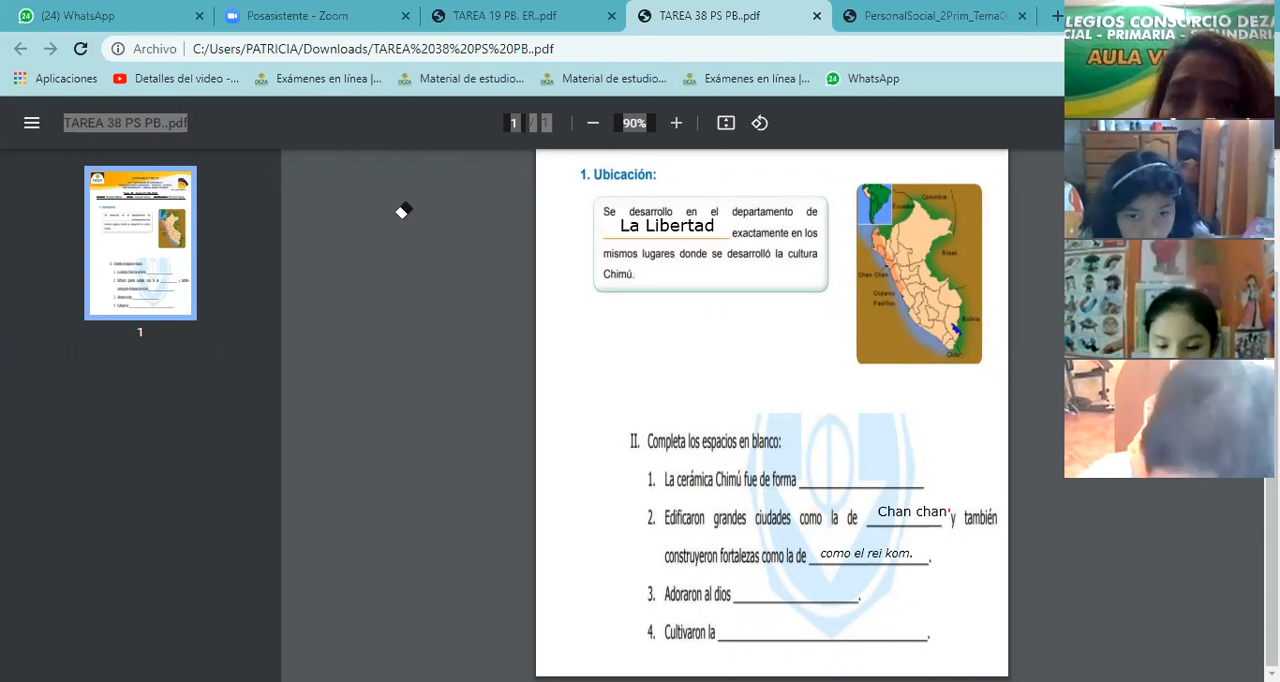 (24) WhatsApp
Posasistente - Zoom
TAREA 19 PB. ER..pdf
TAREA 38 PS PB..pdf
PersonalSocial_2Prim_Tema0
Archivo
C:/Users/PATRICIA/Downloads/TAREA%2038%20PS%20PB..pdf
Aplicaciones
Detalles del video -...
Exámenes en línea |...
Material de estudio...
Material de estudio...
Exámenes en línea |...
WhatsApp
TAREA 38 PS PB..pdf
1 / 1
90%
1
1. Ubicación:
Se desarrollo en el departamento de
La Libertad exactamente en los
mismos lugares donde se desarrolló la cultura
Chimú.
Colombia
Ecuador
Brasil
Chan Chan
Océano
Pacífico
Bolivia
Chile
II. Completa los espacios en blanco:
1. La cerámica Chimú fue de forma
2. Edificaron grandes ciudades como la de Chan chan' y también
construyeron fortalezas como la de como el rei kom. .
3. Adoraron al dios .
4. Cultivaron la .
LEGIOS CONSORCIO DEZA
CIAL - PRIMARIA - SECUNDARIA
AULA V